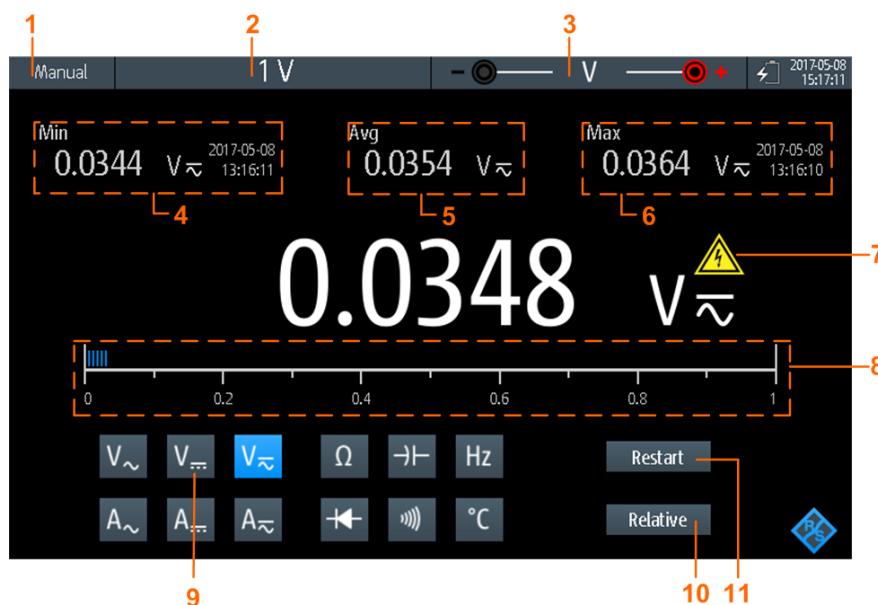 1 2 3
Manual 1 V - V + 2017-05-08
15:17:11
Min
0.0344 V 2017-05-08
13:16:11
Avg
0.0354 V
Max
0.0364 V 2017-05-08
13:16:10
4 5 6
0.0348 V
7
8
0 0.2 0.4 0.6 0.8 1
V V V Ω Hz Restart
A A A °C Relative
R/S
9 10 11